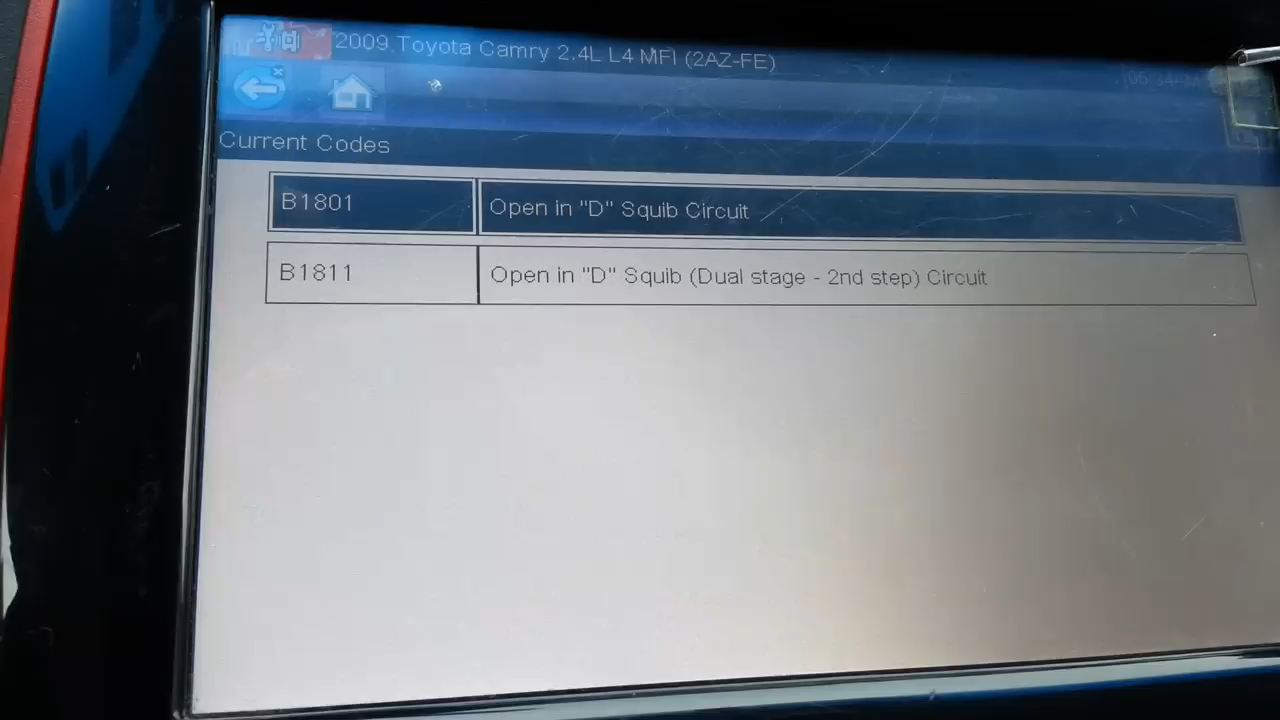 2009 Toyota Camry 2.4L L4 MFI (2AZ-FE)
Current Codes
B1801 Open in "D" Squib Circuit
B1811 Open in "D" Squib (Dual stage - 2nd step) Circuit